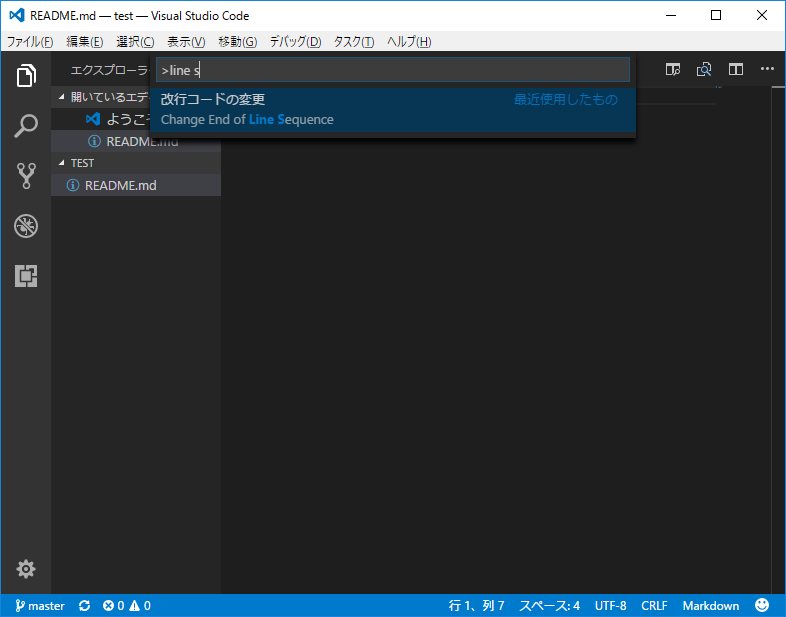 README.md — test — Visual Studio Code
ファイル(F) 編集(E) 選択(C) 表示(V) 移動(G) デバッグ(D) タスク(T) ヘルプ(H)
エクスプローラ
>line s
開いているエデ
改行コードの変更 最近使用したもの
Change End of Line Sequence
ようこそ
README.md
TEST
README.md
master 0 0 行 1、列 7 スペース: 4 UTF-8 CRLF Markdown